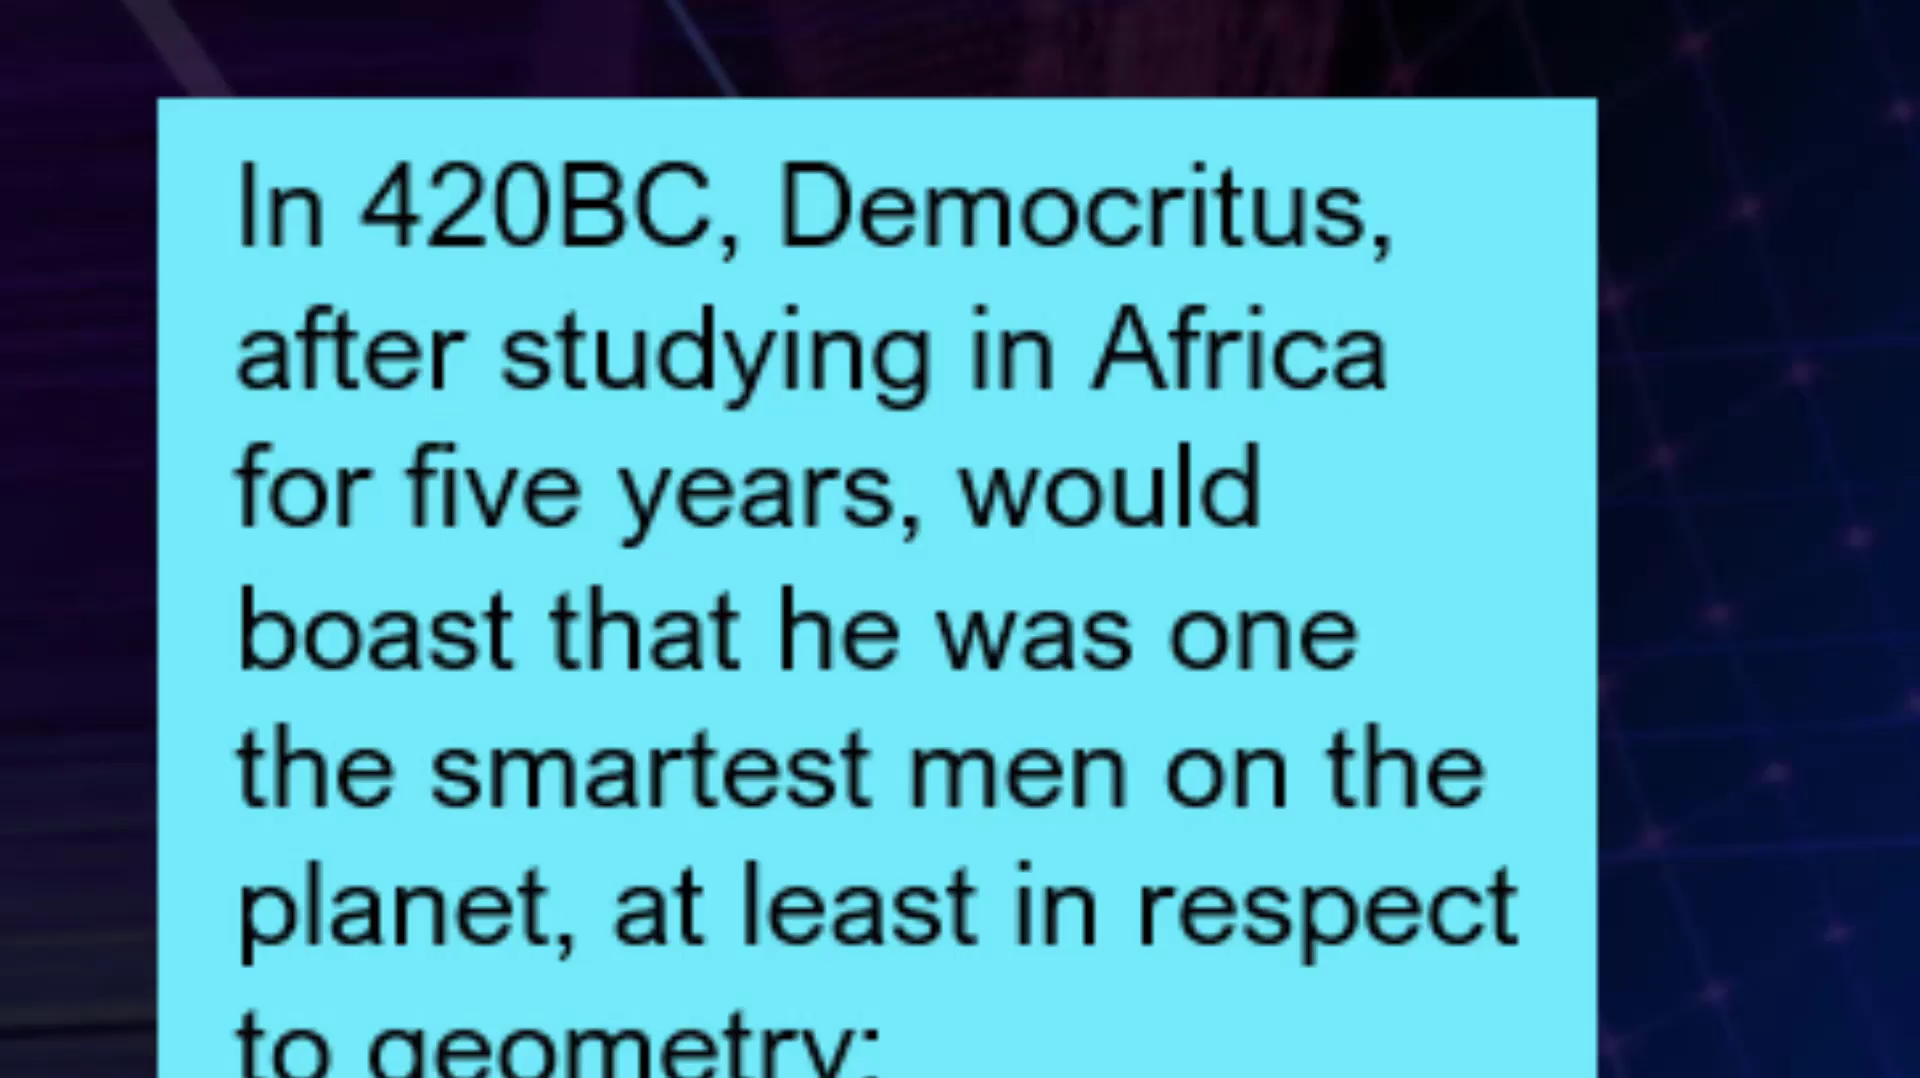 In 420BC, Democritus,
after studying in Africa
for five years, would
boast that he was one
the smartest men on the
planet, at least in respect
to geometry: